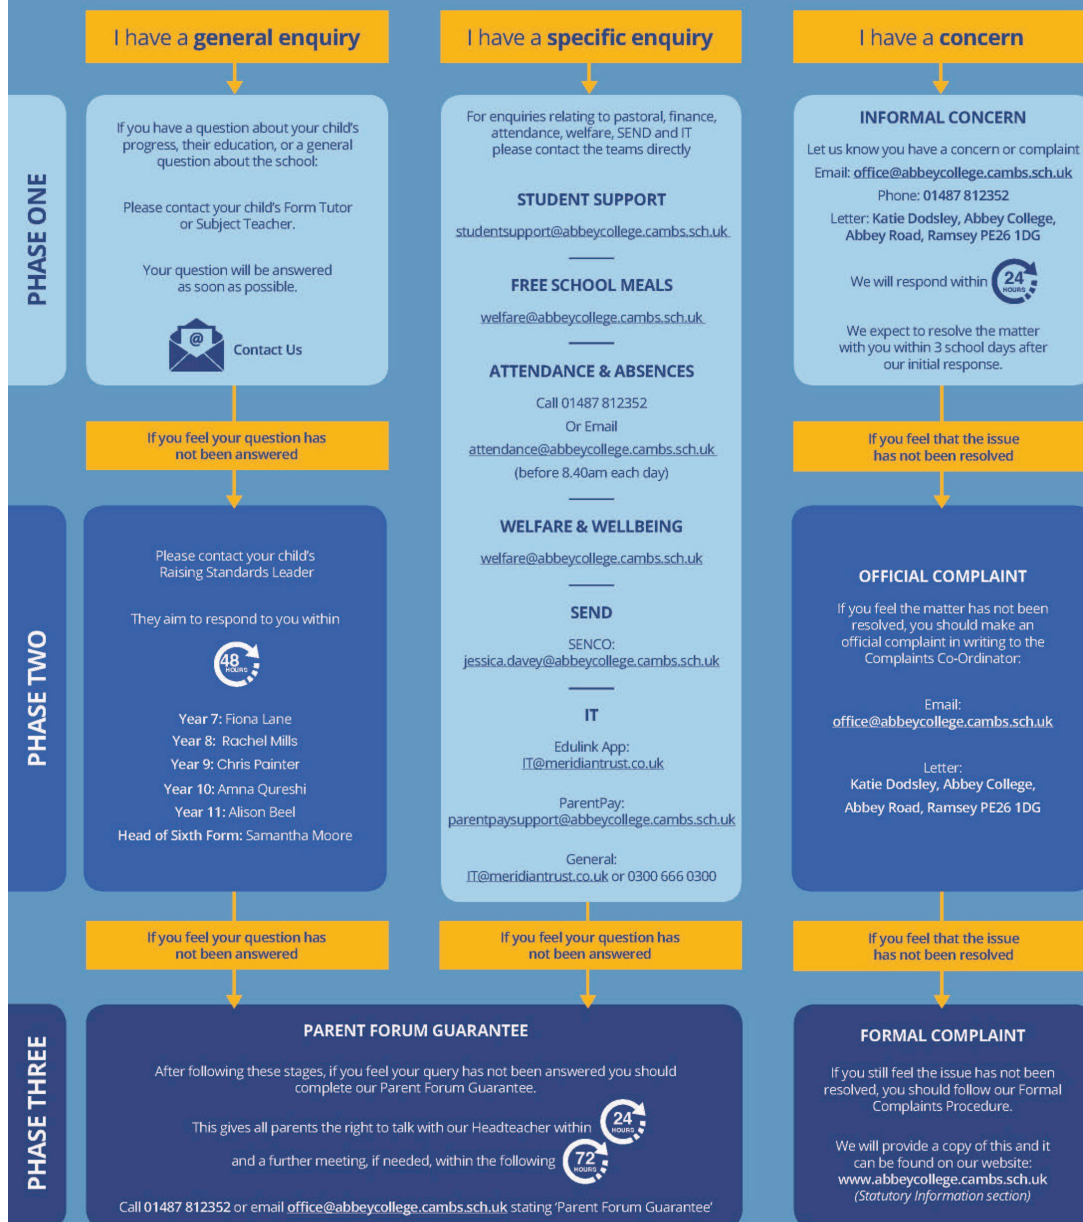 I have a general enquiry
I have a specific enquiry
I have a concern
PHASE ONE
If you have a question about your child's
progress, their education, or a general
question about the school:
Please contact your child's Form Tutor
or Subject Teacher.
Your question will be answered
as soon as possible.
@
Contact Us
For enquiries relating to pastoral, finance,
attendance, welfare, SEND and IT
please contact the teams directly
STUDENT SUPPORT
studentsupport@abbeycollege.cambs.sch.uk
FREE SCHOOL MEALS
welfare@abbeycollege.cambs.sch.uk
ATTENDANCE & ABSENCES
Call 01487 812352
Or Email
attendance@abbeycollege.cambs.sch.uk
(before 8.40am each day)
WELFARE & WELLBEING
welfare@abbeycollege.cambs.sch.uk
SEND
SENCO:
jessica.davey@abbeycollege.cambs.sch.uk
IT
Edulink App:
IT@meridiantrust.co.uk
ParentPay:
parentpaysupport@abbeycollege.cambs.sch.uk
General:
IT@meridiantrust.co.uk or 0300 666 0300
INFORMAL CONCERN
Let us know you have a concern or complaint
Email: office@abbeycollege.cambs.sch.uk
Phone: 01487 812352
Letter: Katie Dodsley, Abbey College,
Abbey Road, Ramsey PE26 1DG
We will respond within 24 HOURS
We expect to resolve the matter
with you within 3 school days after
our initial response.
If you feel your question has
not been answered
If you feel that the issue
has not been resolved
PHASE TWO
Please contact your child's
Raising Standards Leader
They aim to respond to you within
48 HOURS
Year 7: Fiona Lane
Year 8: Rachel Mills
Year 9: Chris Painter
Year 10: Amna Qureshi
Year 11: Alison Beel
Head of Sixth Form: Samantha Moore
OFFICIAL COMPLAINT
If you feel the matter has not been
resolved, you should make an
official complaint in writing to the
Complaints Co-Ordinator:
Email:
office@abbeycollege.cambs.sch.uk
Letter:
Katie Dodsley, Abbey College,
Abbey Road, Ramsey PE26 1DG
If you feel your question has
not been answered
If you feel your question has
not been answered
If you feel that the issue
has not been resolved
PHASE THREE
PARENT FORUM GUARANTEE
After following these stages, if you feel your query has not been answered you should
complete our Parent Forum Guarantee.
This gives all parents the right to talk with our Headteacher within 24 HOURS
and a further meeting, if needed, within the following 72 HOURS
Call 01487 812352 or email office@abbeycollege.cambs.sch.uk stating 'Parent Forum Guarantee'
FORMAL COMPLAINT
If you still feel the issue has not been
resolved, you should follow our Formal
Complaints Procedure.
We will provide a copy of this and it
can be found on our website:
www.abbeycollege.cambs.sch.uk
(Statutory Information section)